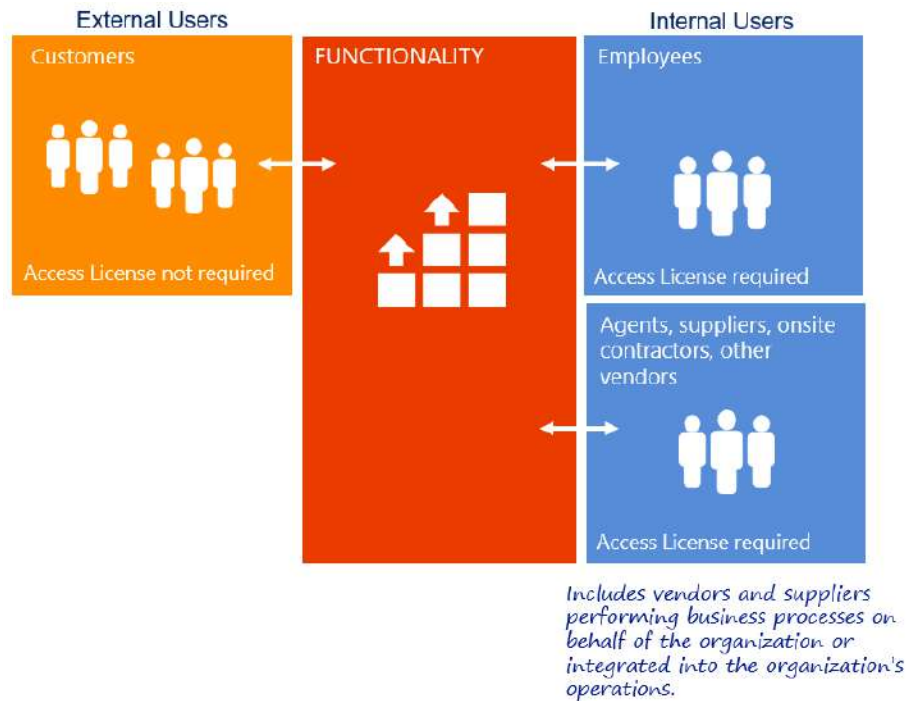 External Users
Internal Users
Customers
FUNCTIONALITY
Employees
Access License not required
Access License required
Agents, suppliers, onsite
contractors, other
vendors
Access License required
Includes vendors and suppliers
performing business processes on
behalf of the organization or
integrated into the organization's
operations.